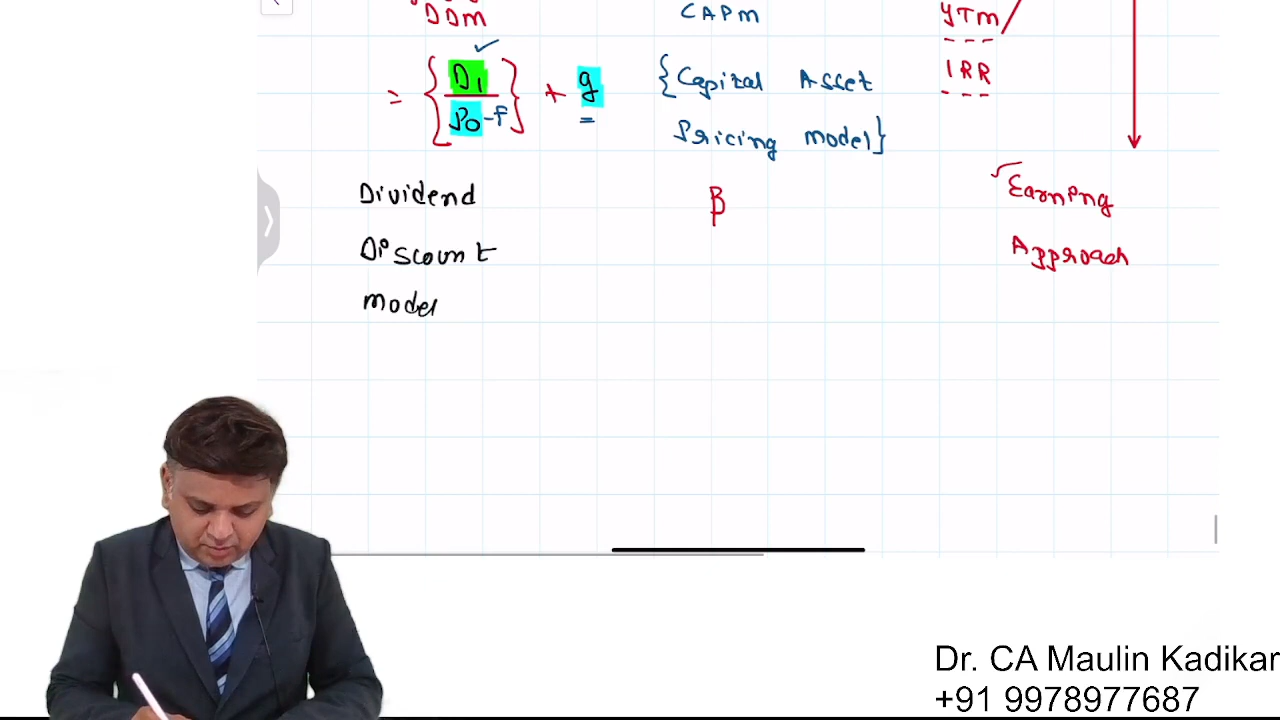 DDM
CAPM
YTM/
IRR
= { D1 / P0-f } + g
{Capital Asset
Pricing model}
Dividend
Discount
model
β
Earning
Approach
Dr. CA Maulin Kadikar
+91 9978977687